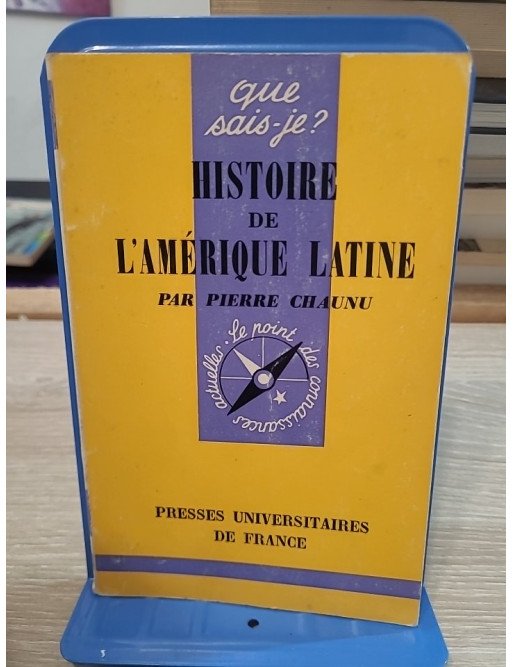 que
sais-je?
HISTOIRE
DE
L'AMÉRIQUE LATINE
PAR PIERRE CHAUNU
Le point des connaissances actuelles.
PRESSES UNIVERSITAIRES
DE FRANCE